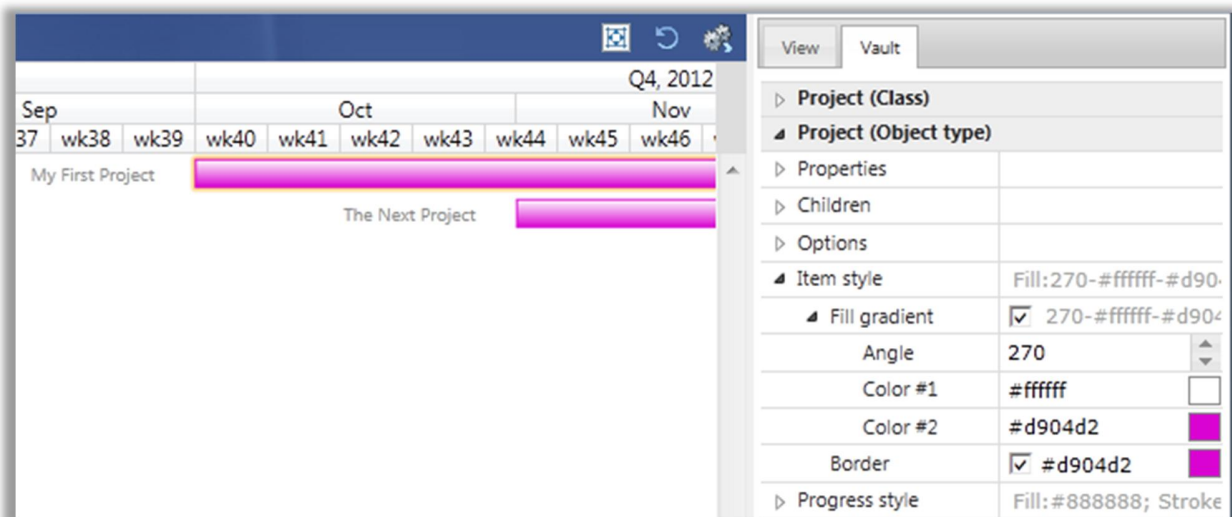 Q4, 2012
Sep Oct Nov
37 wk38 wk39 wk40 wk41 wk42 wk43 wk44 wk45 wk46
My First Project
The Next Project
View Vault
Project (Class)
Project (Object type)
Properties
Children
Options
Item style Fill:270-#ffffff-#d90
Fill gradient 270-#ffffff-#d904
Angle 270
Color #1 #ffffff
Color #2 #d904d2
Border #d904d2
Progress style Fill:#888888; Stroke